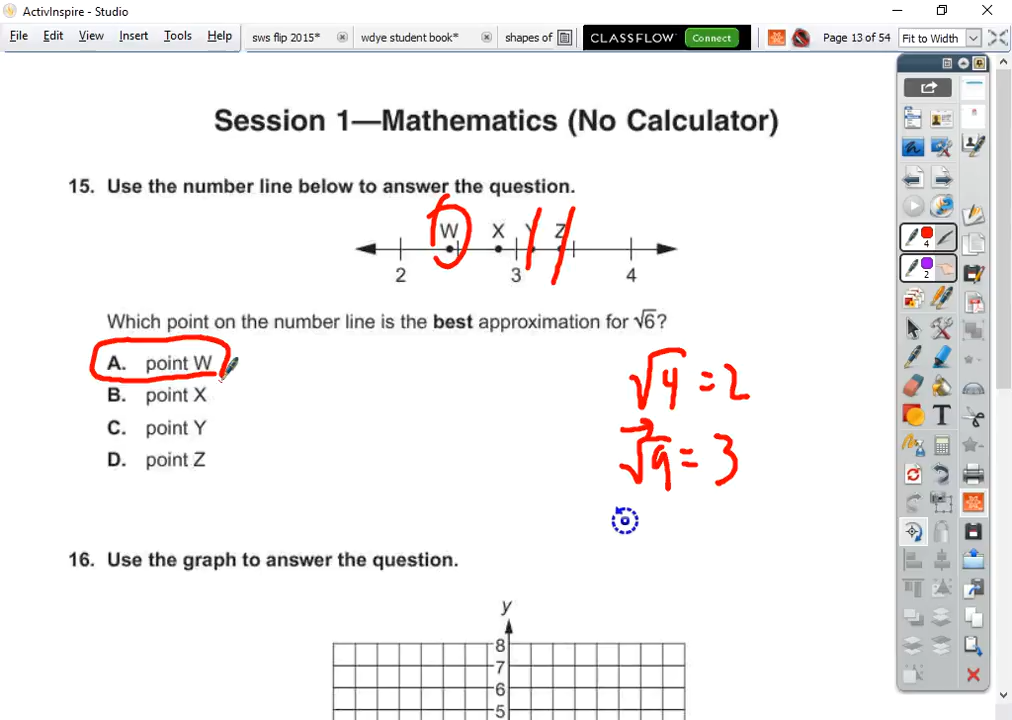 ActivInspire - Studio
File Edit View Insert Tools Help sws flip 2015* wdye student book* shapes of CLASSFLOW Connect Page 13 of 54 Fit to Width
4
2
Session 1—Mathematics (No Calculator)
15. Use the number line below to answer the question.
W X Y Z
2 3 4
Which point on the number line is the best approximation for √6?
A. point W
B. point X
C. point Y
D. point Z
√4 = 2
√9 = 3
16. Use the graph to answer the question.
y
8
7
6
5